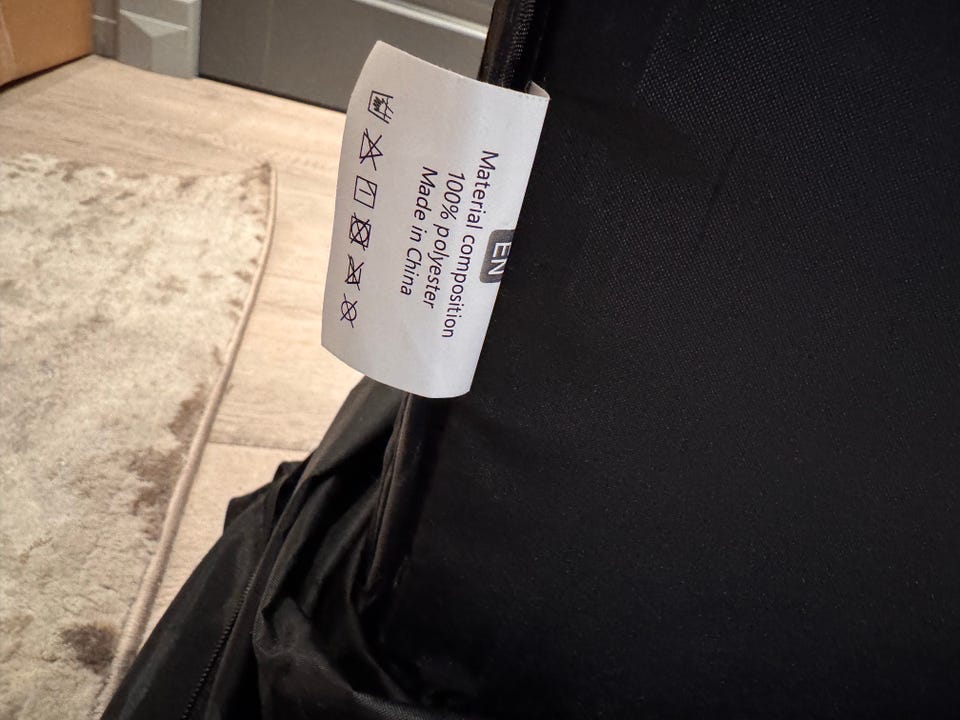 EN
Material composition
100% polyester
Made in China